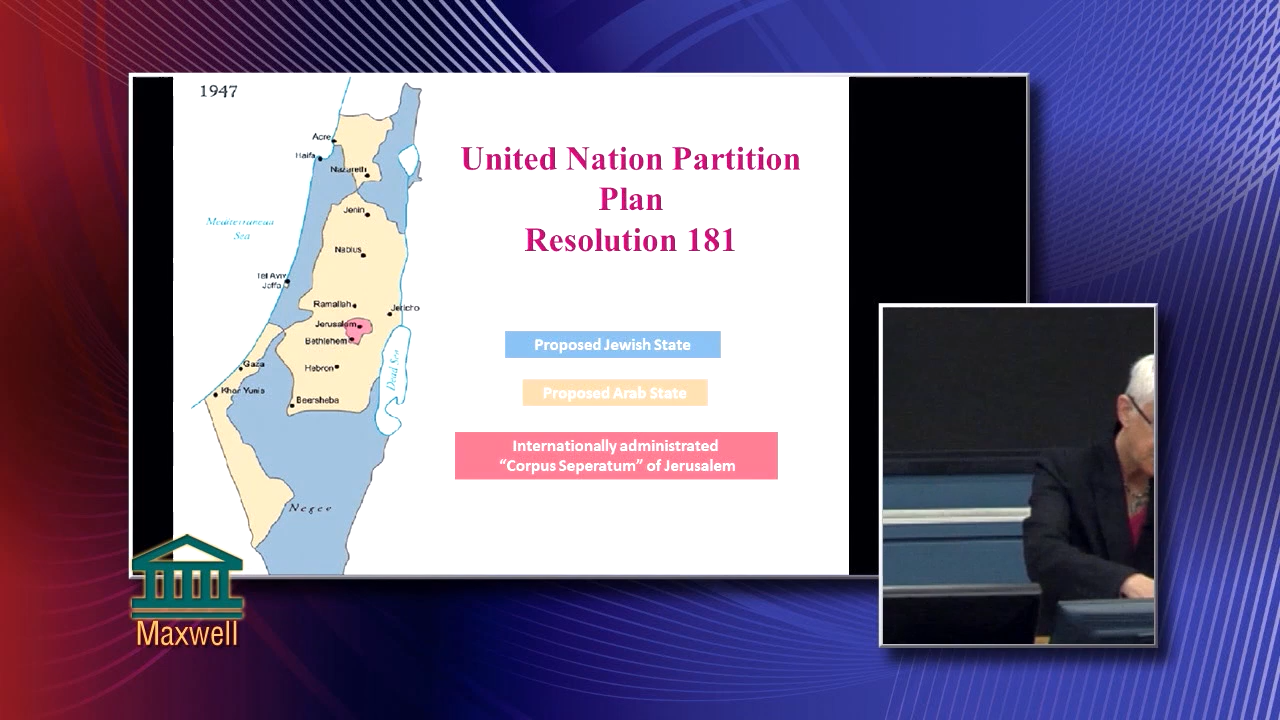 1947
United Nation Partition
Plan
Resolution 181
Acre
Haifa
Nazareth
Mediterranean
Sea
Jenin
Nablus
Tel Aviv
Jaffa
Ramallah
Jericho
Jerusalem
Bethlehem
Proposed Jewish State
Dead Sea
Gaza
Hebron
Khan Yunis
Proposed Arab State
Beersheba
Internationally administrated
“Corpus Seperatum” of Jerusalem
Negev
Maxwell